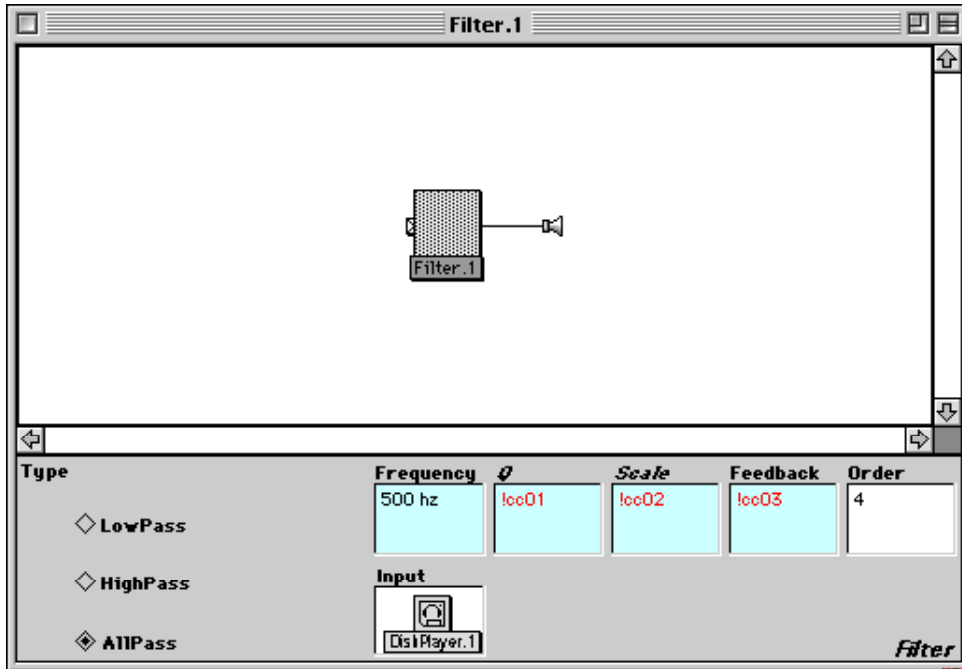 Filter.1
Filter.1
Type
LowPass
HighPass
AllPass
Frequency Q Scale Feedback Order
500 hz !cc01 !cc02 !cc03 4
Input
DiskPlayer.1
Filter